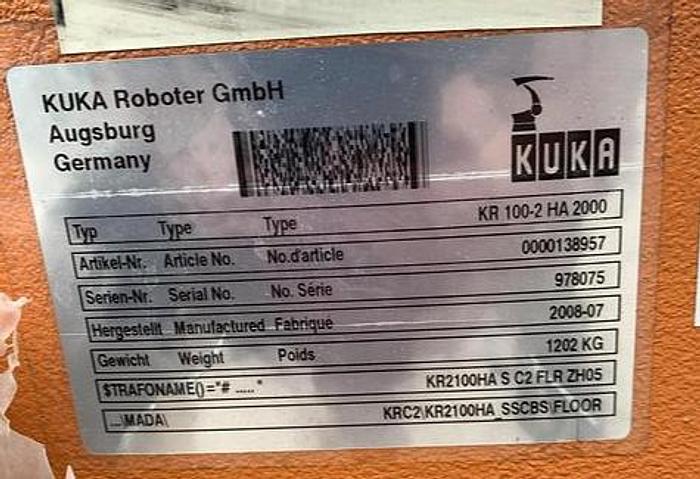 KUKA Roboter GmbH
Augsburg
Germany
KUKA
Typ Type Type KR 100-2 HA 2000
Artikel-Nr. Article No. No.d'article 0000138957
Serien-Nr. Serial No. No. Série 978075
Hergestellt Manufactured Fabrique 2008-07
Gewicht Weight Poids 1202 KG
$TRAFONAME()="# ....." KR2100HA S C2 FLR ZH05
...\MADA\ KRC2\KR2100HA_SSCBS\FLOOR